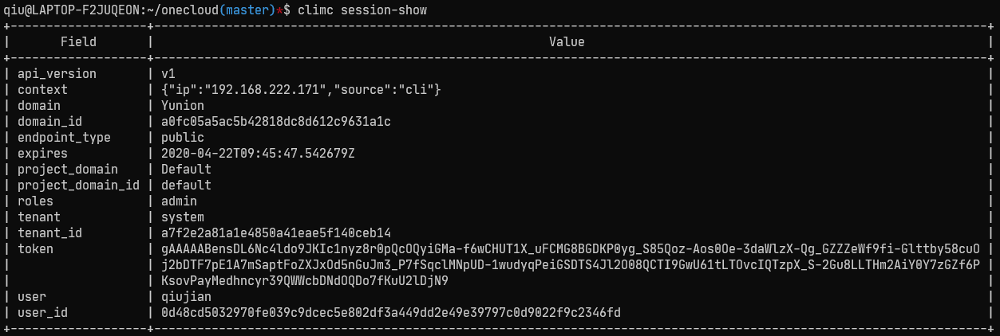 qiu@LAPTOP-F2JUQEON:~/onecloud(master)*$ climc session-show
+-------------------+----------------------------------------------------------------------------------------------------------------------+
| Field | Value |
+-------------------+----------------------------------------------------------------------------------------------------------------------+
| api_version | v1 |
| context | {"ip":"192.168.222.171","source":"cli"} |
| domain | Yunion |
| domain_id | a0fc05a5ac5b42818dc8d612c9631a1c |
| endpoint_type | public |
| expires | 2020-04-22T09:45:47.542679Z |
| project_domain | Default |
| project_domain_id | default |
| roles | admin |
| tenant | system |
| tenant_id | a7f2e2a81a1e4850a41eae5f140ceb14 |
| token | gAAAAABensDL6Nc4ldo9JKIc1nyz8r0pQcOQyiGMa-f6wCHUT1X_uFCMG8BGDKP0yg_S85Qoz-Aos0Oe-3daWlzX-Qg_GZZZeWf9fi-Glttby58cuO |
| | j2bDTF7pE1A7mSaptFoZXJxOd5nGuJm3_P7fSqclMNpUD-1wudyqPeiGSDTS4Jl2O08QCTI9GwU61tLTOvcIQTzpX_S-2Gu8LLTHm2AiY0Y7zGZf6P |
| | KsovPayMedhncyr39QWWcbDNdOQDo7fKuU2lDjN9 |
| user | qiujian |
| user_id | 0d48cd5032970fe039c9dcec5e802df3a449dd2e49e39797c0d9022f9c2346fd |
+-------------------+----------------------------------------------------------------------------------------------------------------------+